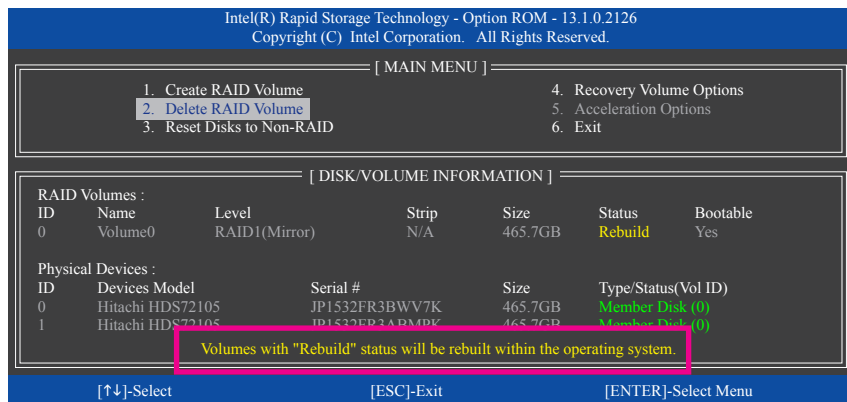 Intel(R) Rapid Storage Technology - Option ROM - 13.1.0.2126
Copyright (C) Intel Corporation. All Rights Reserved.
[ MAIN MENU ]
1. Create RAID Volume
2. Delete RAID Volume
3. Reset Disks to Non-RAID
4. Recovery Volume Options
5. Acceleration Options
6. Exit
[ DISK/VOLUME INFORMATION ]
RAID Volumes :
ID Name Level Strip Size Status Bootable
0 Volume0 RAID1(Mirror) N/A 465.7GB Rebuild Yes
Physical Devices :
ID Devices Model Serial # Size Type/Status(Vol ID)
0 Hitachi HDS72105 JP1532FR3BWV7K 465.7GB Member Disk (0)
1 Hitachi HDS72105 JP1532FR3ABMPK 465.7GB Member Disk (0)
Volumes with "Rebuild" status will be rebuilt within the operating system.
[↑↓]-Select [ESC]-Exit [ENTER]-Select Menu